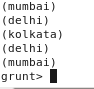 (mumbai)
(delhi)
(kolkata)
(delhi)
(mumbai)
grunt>